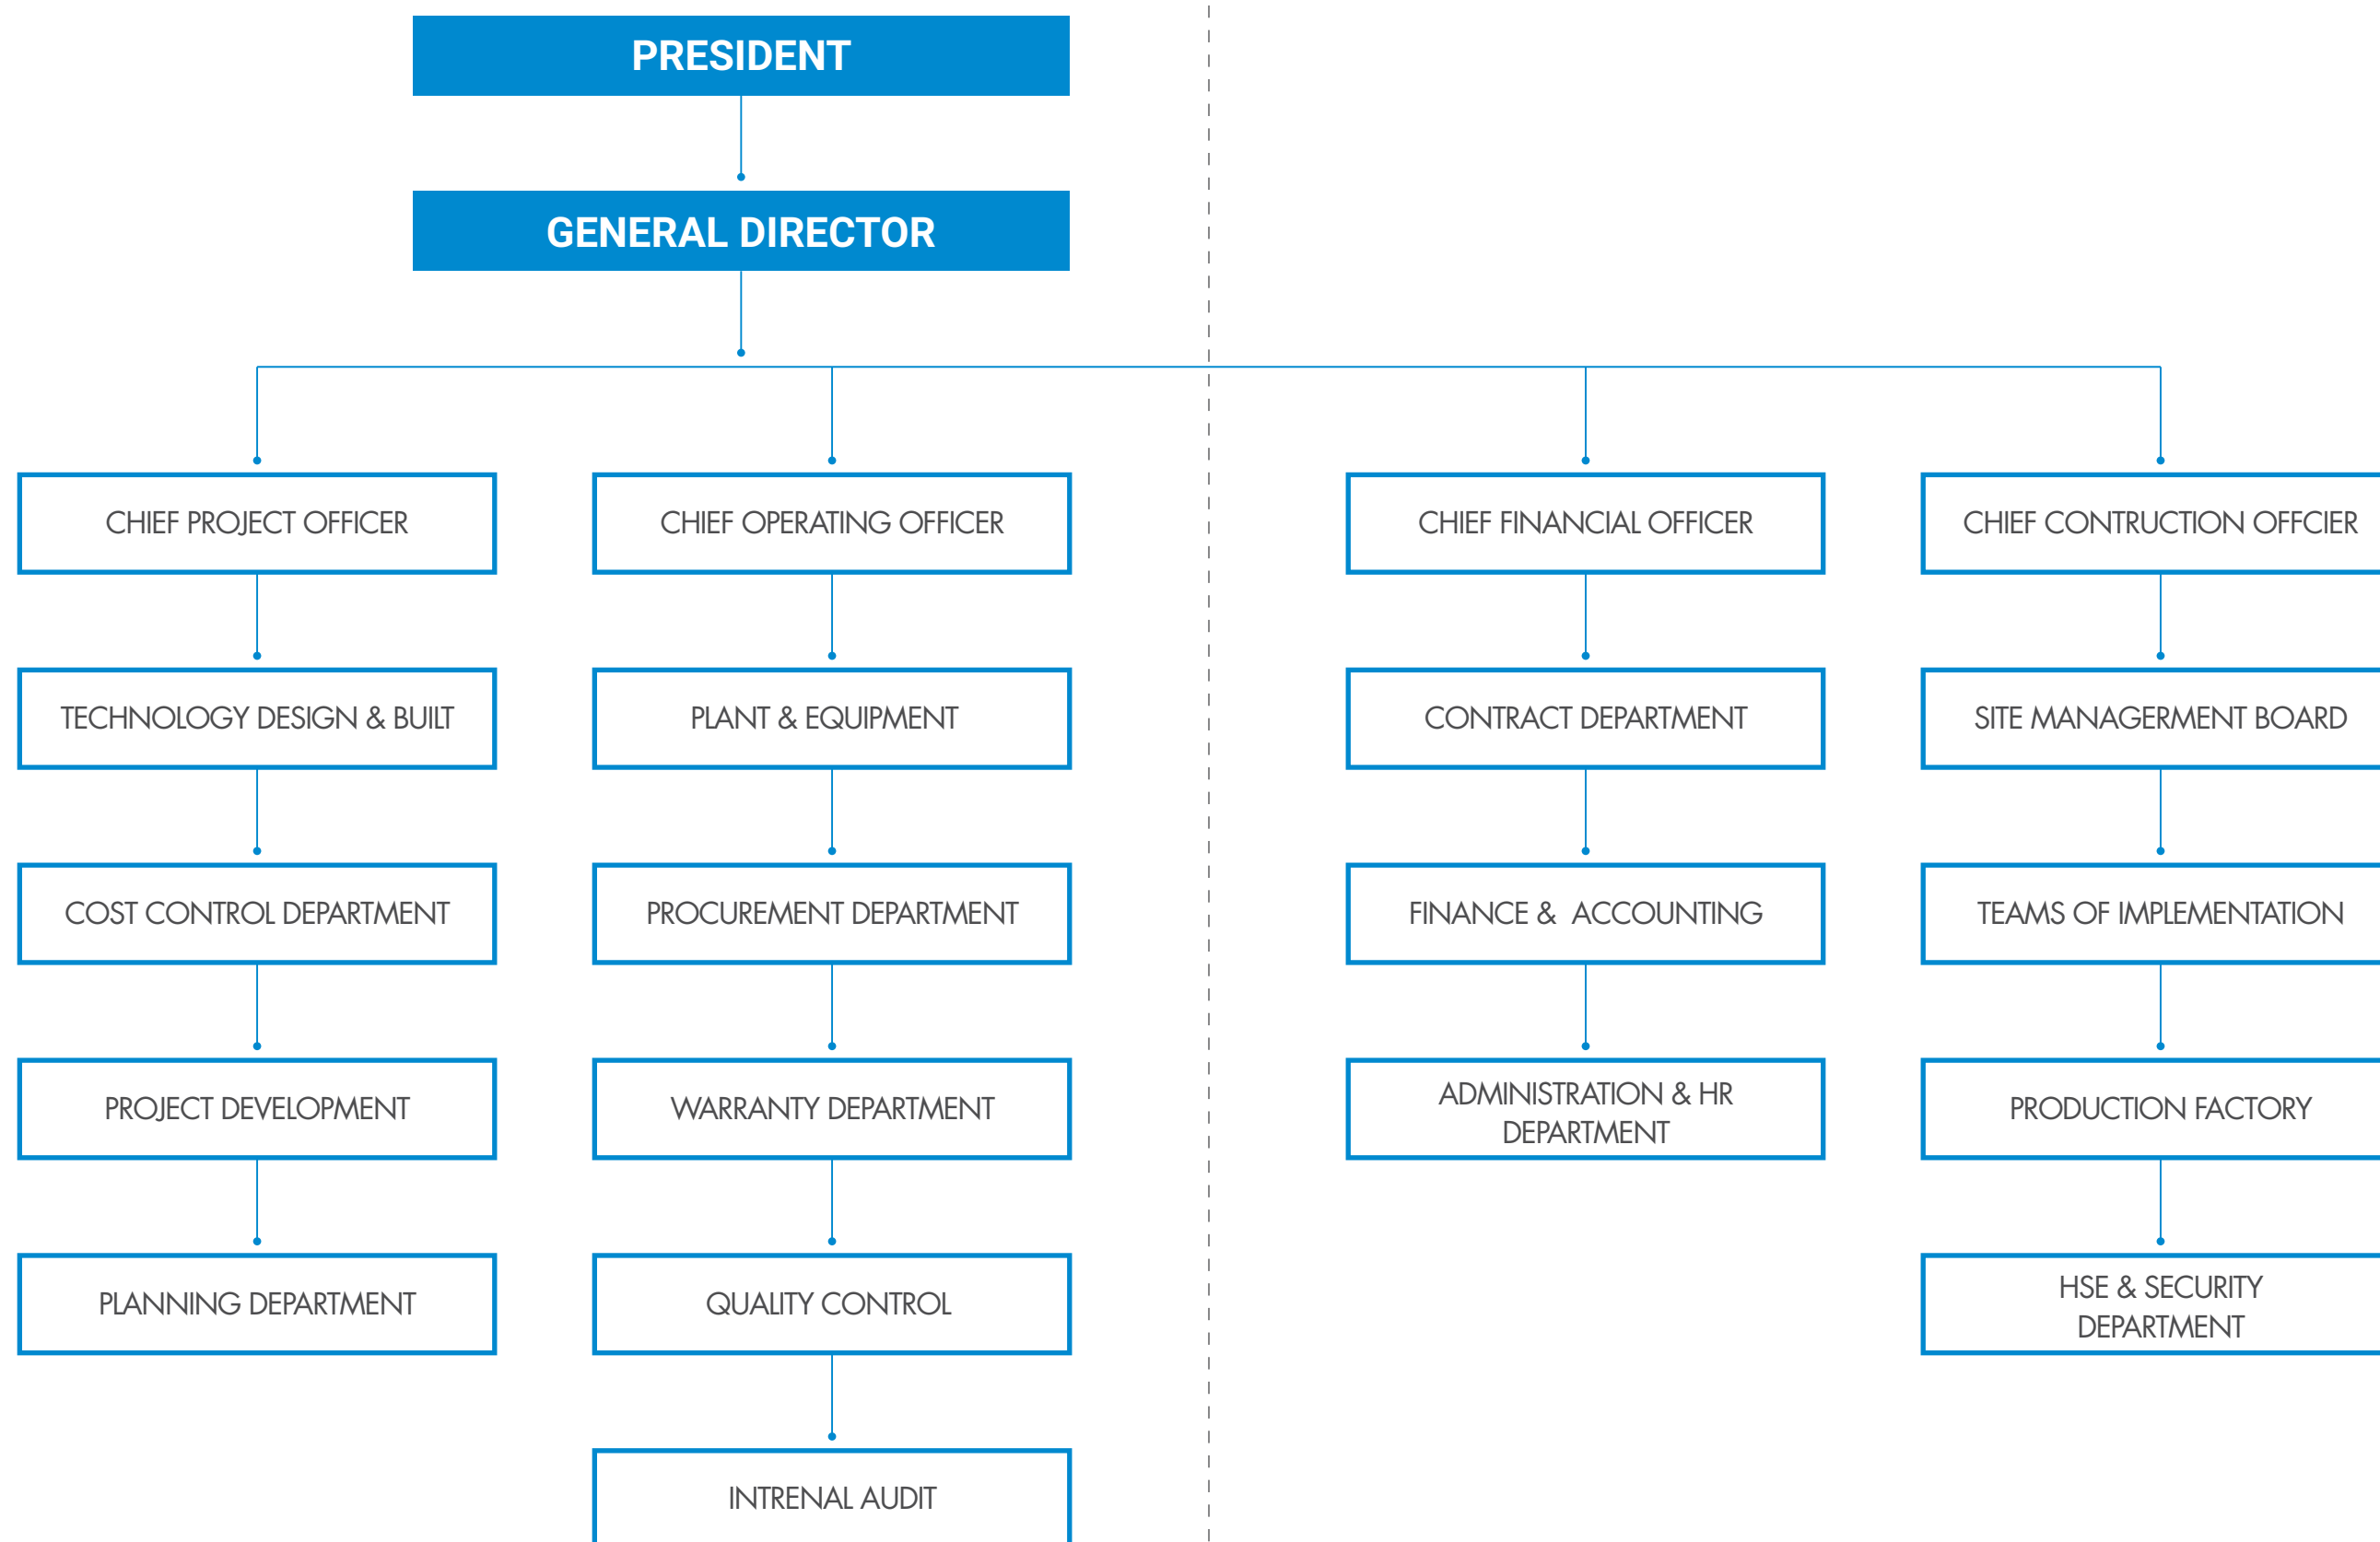 PRESIDENT
GENERAL DIRECTOR
CHIEF PROJECT OFFICER
CHIEF OPERATING OFFICER
CHIEF FINANCIAL OFFICER
CHIEF CONTRUCTION OFFCIER
TECHNOLOGY DESIGN & BUILT
PLANT & EQUIPMENT
CONTRACT DEPARTMENT
SITE MANAGERMENT BOARD
COST CONTROL DEPARTMENT
PROCUREMENT DEPARTMENT
FINANCE & ACCOUNTING
TEAMS OF IMPLEMENTATION
PROJECT DEVELOPMENT
WARRANTY DEPARTMENT
ADMINISTRATION & HR
DEPARTMENT
PRODUCTION FACTORY
PLANNING DEPARTMENT
QUALITY CONTROL
HSE & SECURITY
DEPARTMENT
INTRENAL AUDIT